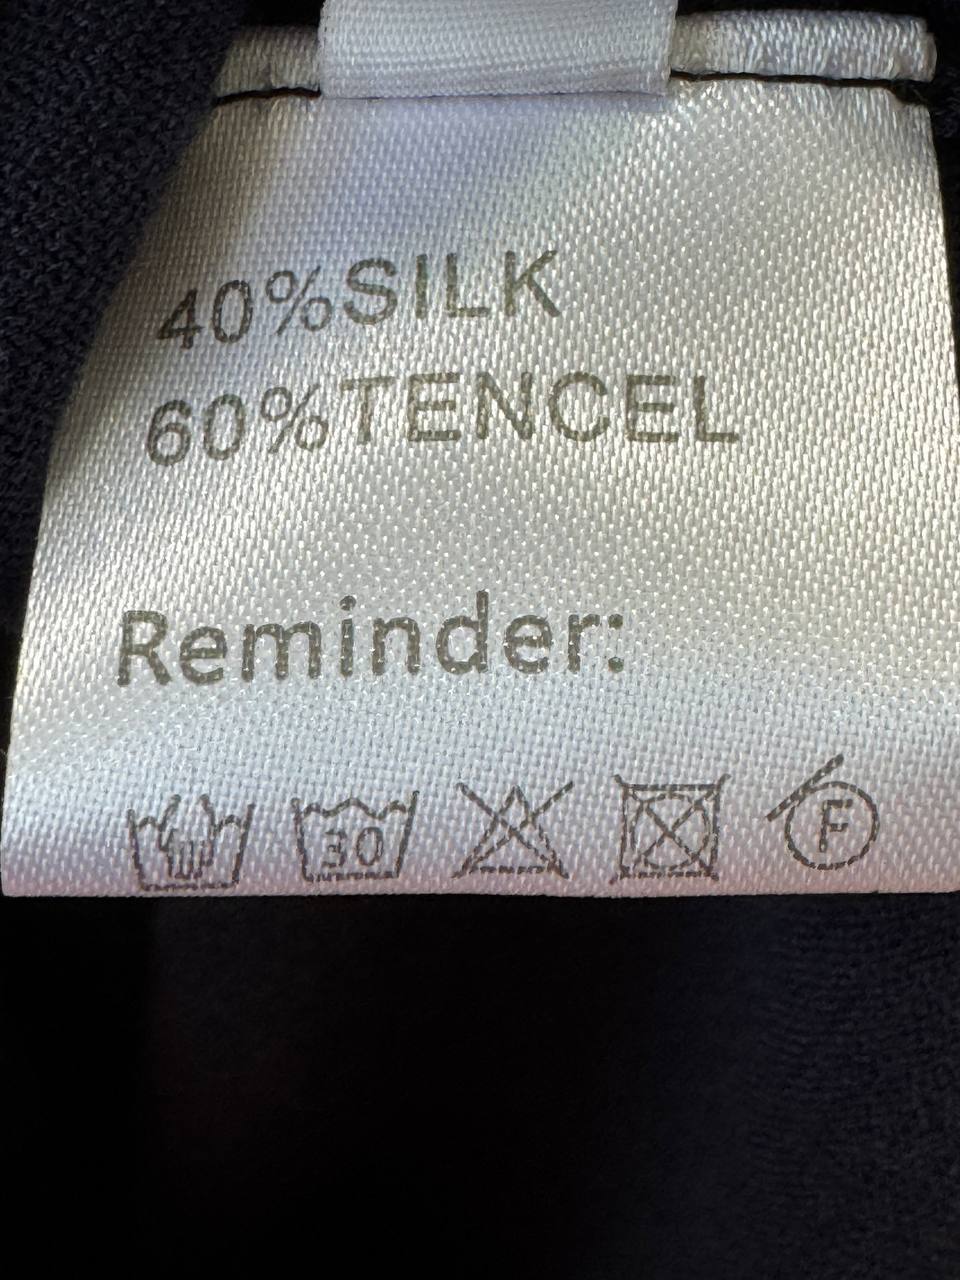 40%SILK
60%TENCEL
Reminder:
30 F